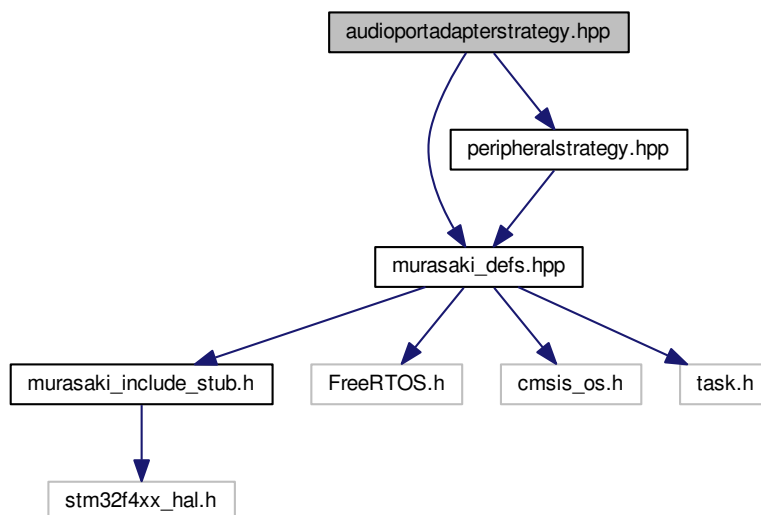 audioportadapterstrategy.hpp
peripheralstrategy.hpp
murasaki_defs.hpp
murasaki_include_stub.h
FreeRTOS.h
cmsis_os.h
task.h
stm32f4xx_hal.h